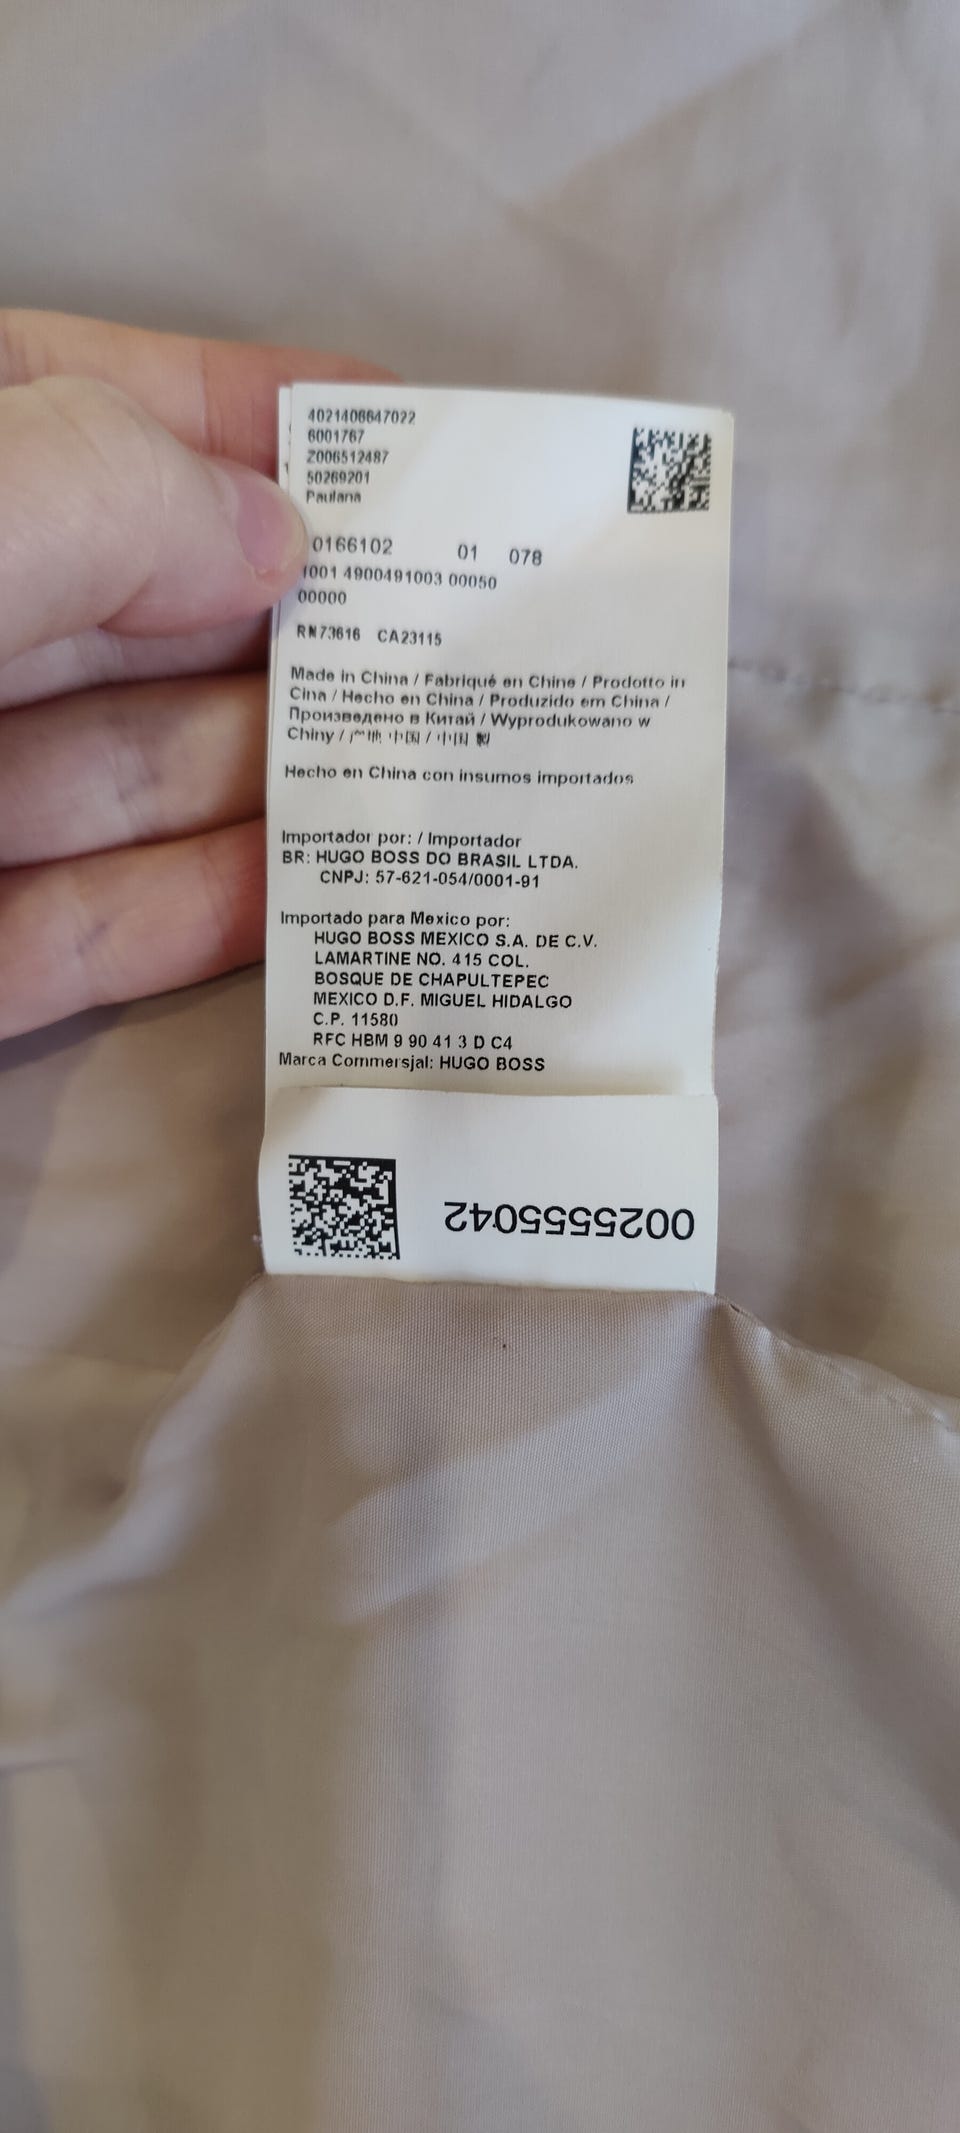 4021406647022
6001767
Z006512487
50269201
Paulana
0166102 01 078
1001 4900491003 00050
00000
RN73616 CA23115
Made in China / Fabriqué en Chine / Prodotto in
Cina / Hecho en China / Produzido em China /
Произведено в Китай / Wyprodukowano w
Chiny / 产地 中国 / 中国 製
Hecho en China con insumos importados
Importador por: / Importador
BR: HUGO BOSS DO BRASIL LTDA.
CNPJ: 57-621-054/0001-91
Importado para Mexico por:
HUGO BOSS MEXICO S.A. DE C.V.
LAMARTINE NO. 415 COL.
BOSQUE DE CHAPULTEPEC
MEXICO D.F. MIGUEL HIDALGO
C.P. 11580
RFC HBM 9 90 41 3 D C4
Marca Commersjal: HUGO BOSS
0025555042